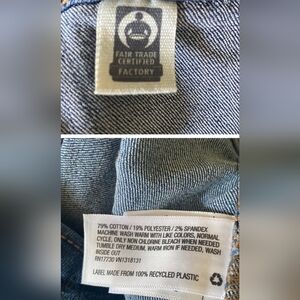 FAIR TRADE
CERTIFIED
FACTORY
79% COTTON / 19% POLYESTER / 2% SPANDEX
MACHINE WASH WARM WITH LIKE COLORS, NORMAL
CYCLE; ONLY NON CHLORINE BLEACH WHEN NEEDED
TUMBLE DRY MEDIUM, WARM IRON IF NEEDED, WASH
INSIDE OUT
RN17730 VN1318131
LABEL MADE FROM 100% RECYCLED PLASTIC